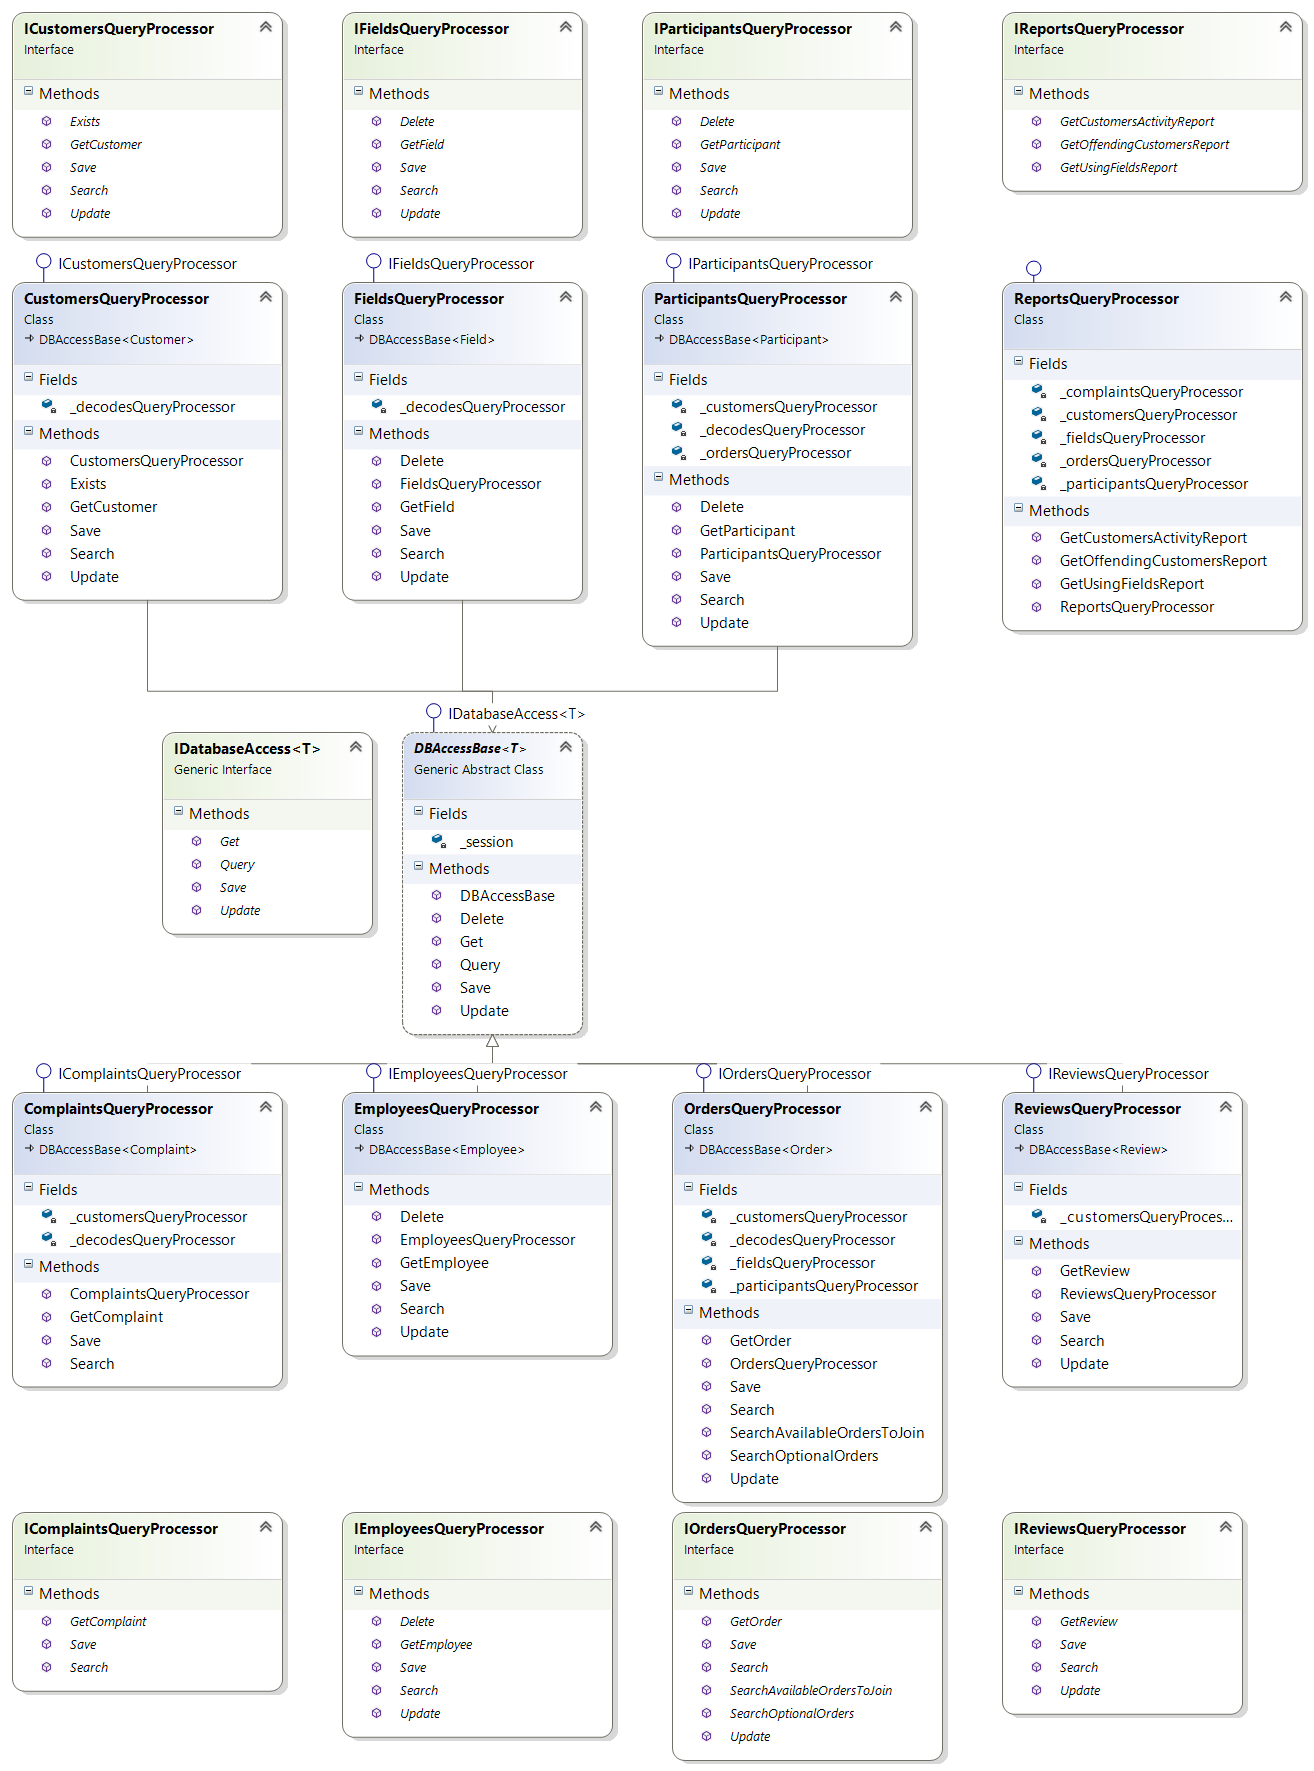 ICustomersQueryProcessor
Interface
Methods
Exists
GetCustomer
Save
Search
Update
IFieldsQueryProcessor
Interface
Methods
Delete
GetField
Save
Search
Update
IParticipantsQueryProcessor
Interface
Methods
Delete
GetParticipant
Save
Search
Update
IReportsQueryProcessor
Interface
Methods
GetCustomersActivityReport
GetOffendingCustomersReport
GetUsingFieldsReport
ICustomersQueryProcessor
CustomersQueryProcessor
Class
DBAccessBase<Customer>
Fields
_decodesQueryProcessor
Methods
CustomersQueryProcessor
Exists
GetCustomer
Save
Search
Update
IFieldsQueryProcessor
FieldsQueryProcessor
Class
DBAccessBase<Field>
Fields
_decodesQueryProcessor
Methods
Delete
FieldsQueryProcessor
GetField
Save
Search
Update
IParticipantsQueryProcessor
ParticipantsQueryProcessor
Class
DBAccessBase<Participant>
Fields
_customersQueryProcessor
_decodesQueryProcessor
_ordersQueryProcessor
Methods
Delete
GetParticipant
ParticipantsQueryProcessor
Save
Search
Update
ReportsQueryProcessor
Class
Fields
_complaintsQueryProcessor
_customersQueryProcessor
_fieldsQueryProcessor
_ordersQueryProcessor
_participantsQueryProcessor
Methods
GetCustomersActivityReport
GetOffendingCustomersReport
GetUsingFieldsReport
ReportsQueryProcessor
IDatabaseAccess<T>
Generic Interface
Methods
Get
Query
Save
Update
IDatabaseAccess<T>
DBAccessBase<T>
Generic Abstract Class
Fields
_session
Methods
DBAccessBase
Delete
Get
Query
Save
Update
IComplaintsQueryProcessor
ComplaintsQueryProcessor
Class
DBAccessBase<Complaint>
Fields
_customersQueryProcessor
_decodesQueryProcessor
Methods
ComplaintsQueryProcessor
GetComplaint
Save
Search
IEmployeesQueryProcessor
EmployeesQueryProcessor
Class
DBAccessBase<Employee>
Methods
Delete
EmployeesQueryProcessor
GetEmployee
Save
Search
Update
IOrdersQueryProcessor
OrdersQueryProcessor
Class
DBAccessBase<Order>
Fields
_customersQueryProcessor
_decodesQueryProcessor
_fieldsQueryProcessor
_participantsQueryProcessor
Methods
GetOrder
OrdersQueryProcessor
Save
Search
SearchAvailableOrdersToJoin
SearchOptionalOrders
Update
IReviewsQueryProcessor
ReviewsQueryProcessor
Class
DBAccessBase<Review>
Fields
_customersQueryProces...
Methods
GetReview
ReviewsQueryProcessor
Save
Search
Update
IComplaintsQueryProcessor
Interface
Methods
GetComplaint
Save
Search
IEmployeesQueryProcessor
Interface
Methods
Delete
GetEmployee
Save
Search
Update
IOrdersQueryProcessor
Interface
Methods
GetOrder
Save
Search
SearchAvailableOrdersToJoin
SearchOptionalOrders
Update
IReviewsQueryProcessor
Interface
Methods
GetReview
Save
Search
Update